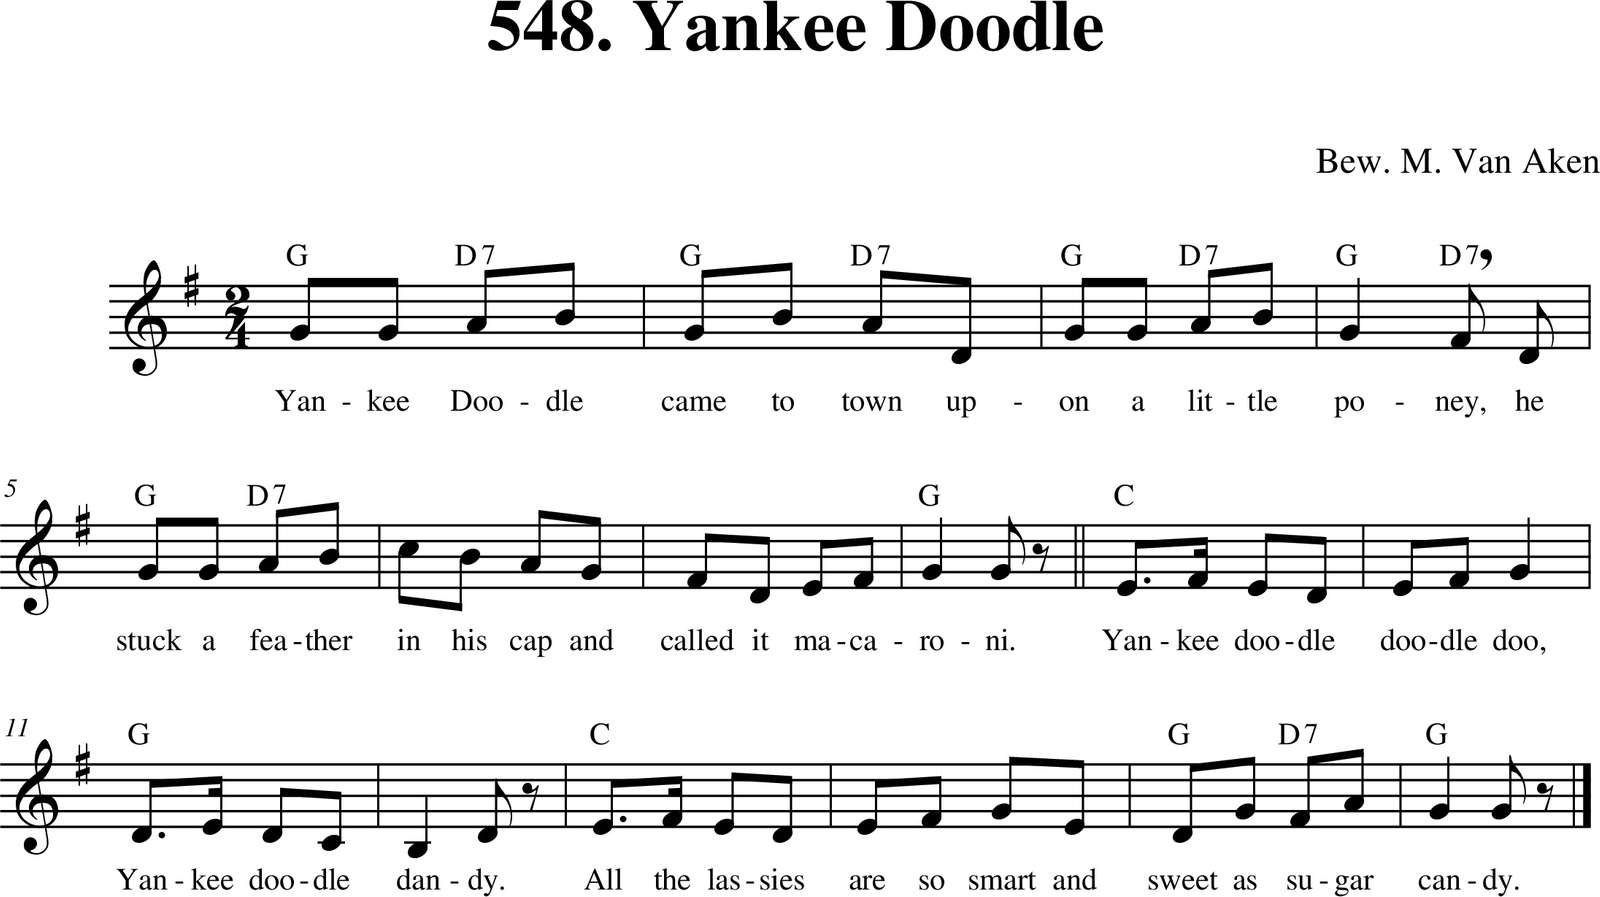 548. Yankee Doodle
Bew. M. Van Aken
G D7 G D7 G D7 G D7
2
4
Yan - kee Doo - dle came to town up - on a lit - tle po - ney, he
5
G D7 G C
stuck a fea - ther in his cap and called it ma - ca - ro - ni. Yan - kee doo - dle doo - dle doo,
11
G C G D7 G
Yan - kee doo - dle dan - dy. All the las - sies are so smart and sweet as su - gar can - dy.